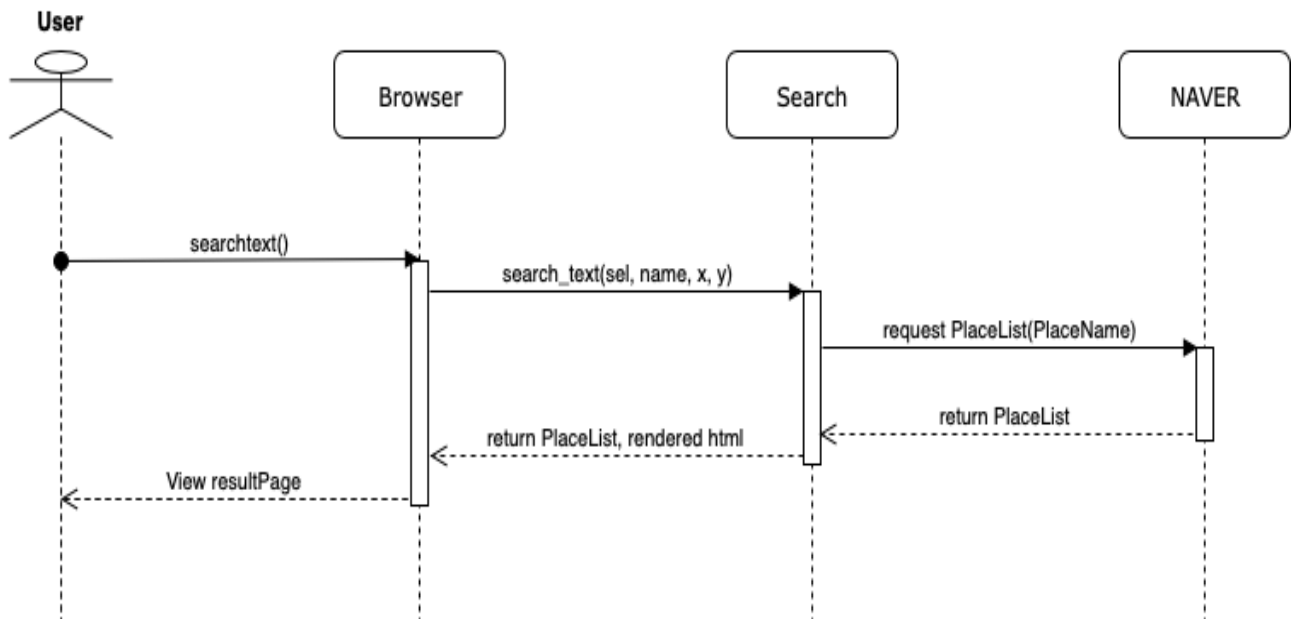 User
Browser
Search
NAVER
searchtext()
search_text(sel, name, x, y)
request PlaceList(PlaceName)
return PlaceList
return PlaceList, rendered html
View resultPage